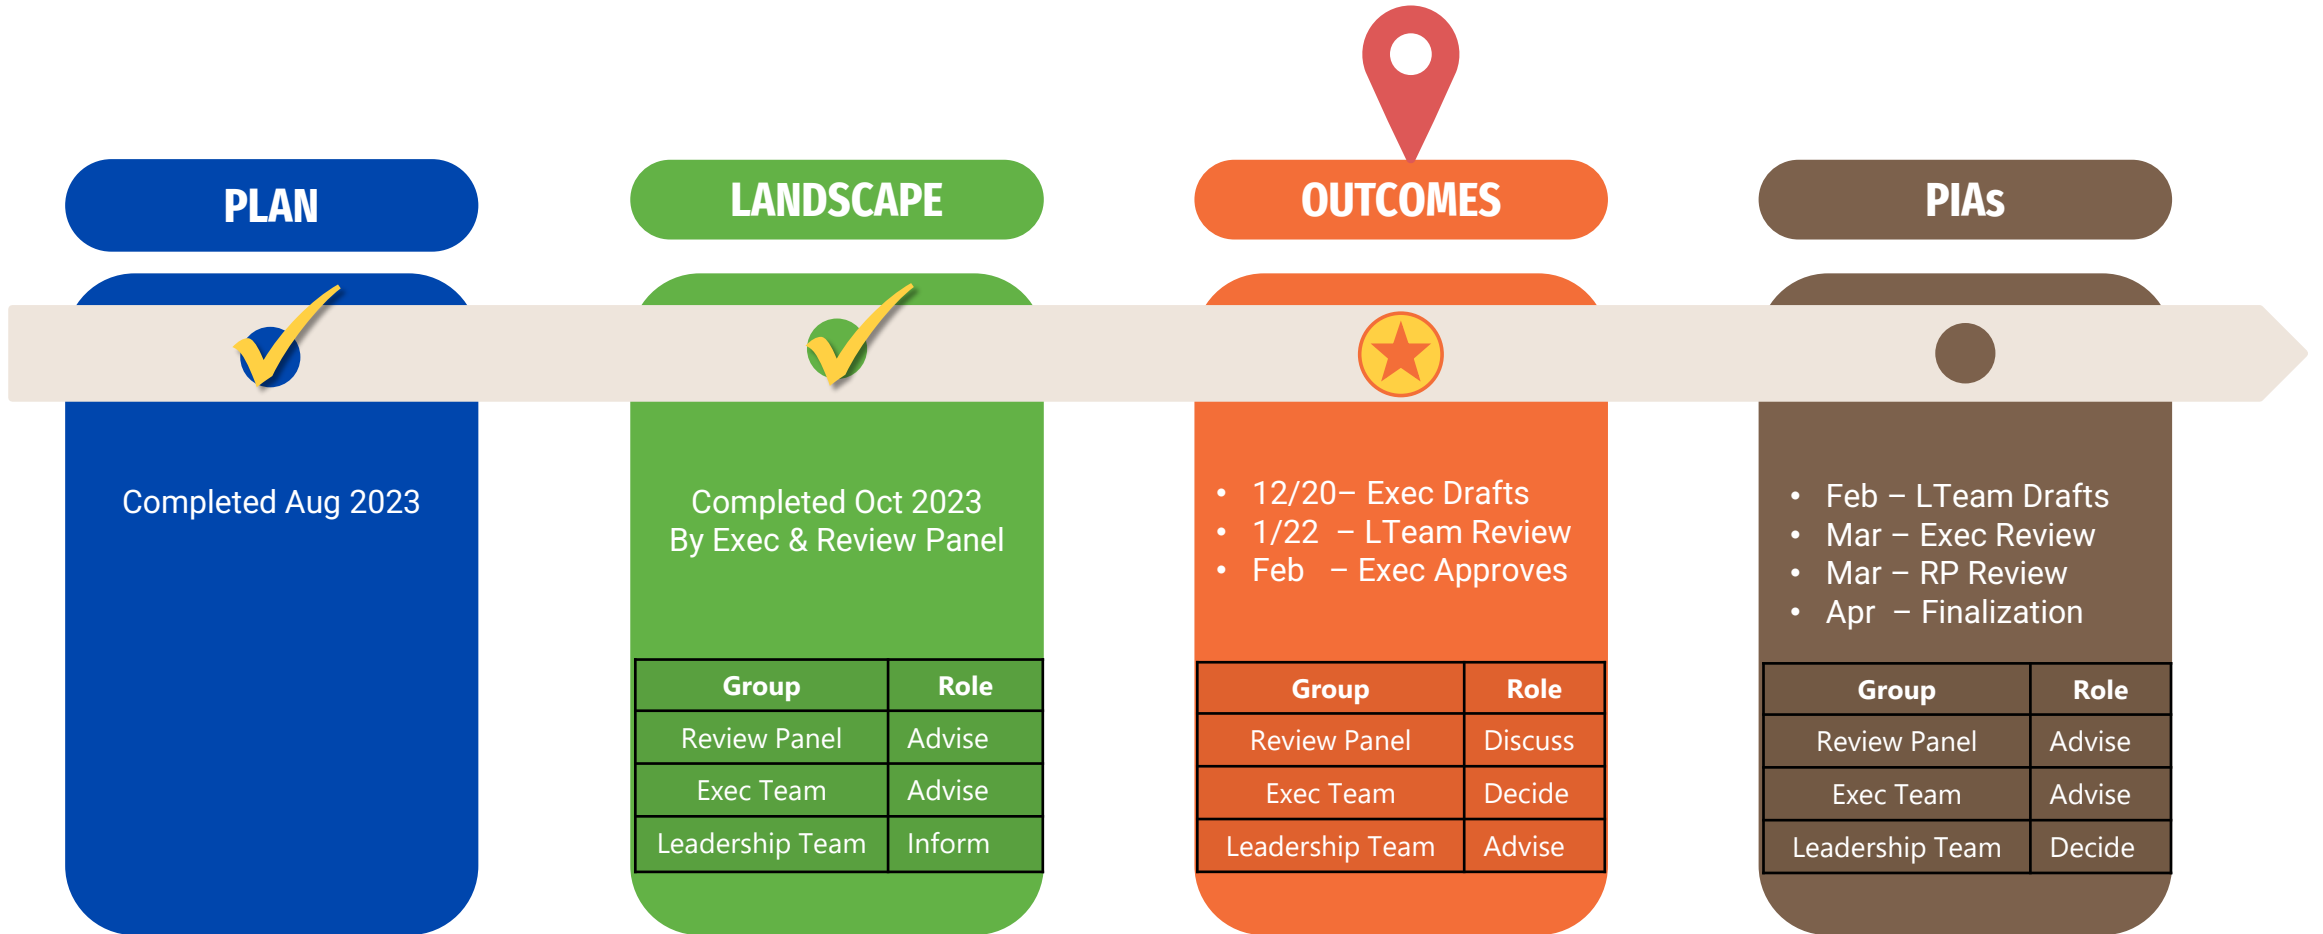 PLAN
Completed Aug 2023
LANDSCAPE
Completed Oct 2023
By Exec & Review Panel
Group Role
Review Panel Advise
Exec Team Advise
Leadership Team Inform
OUTCOMES
• 12/20– Exec Drafts
• 1/22 – LTeam Review
• Feb – Exec Approves
Group Role
Review Panel Discuss
Exec Team Decide
Leadership Team Advise
PIAs
• Feb – LTeam Drafts
• Mar – Exec Review
• Mar – RP Review
• Apr – Finalization
Group Role
Review Panel Advise
Exec Team Advise
Leadership Team Decide